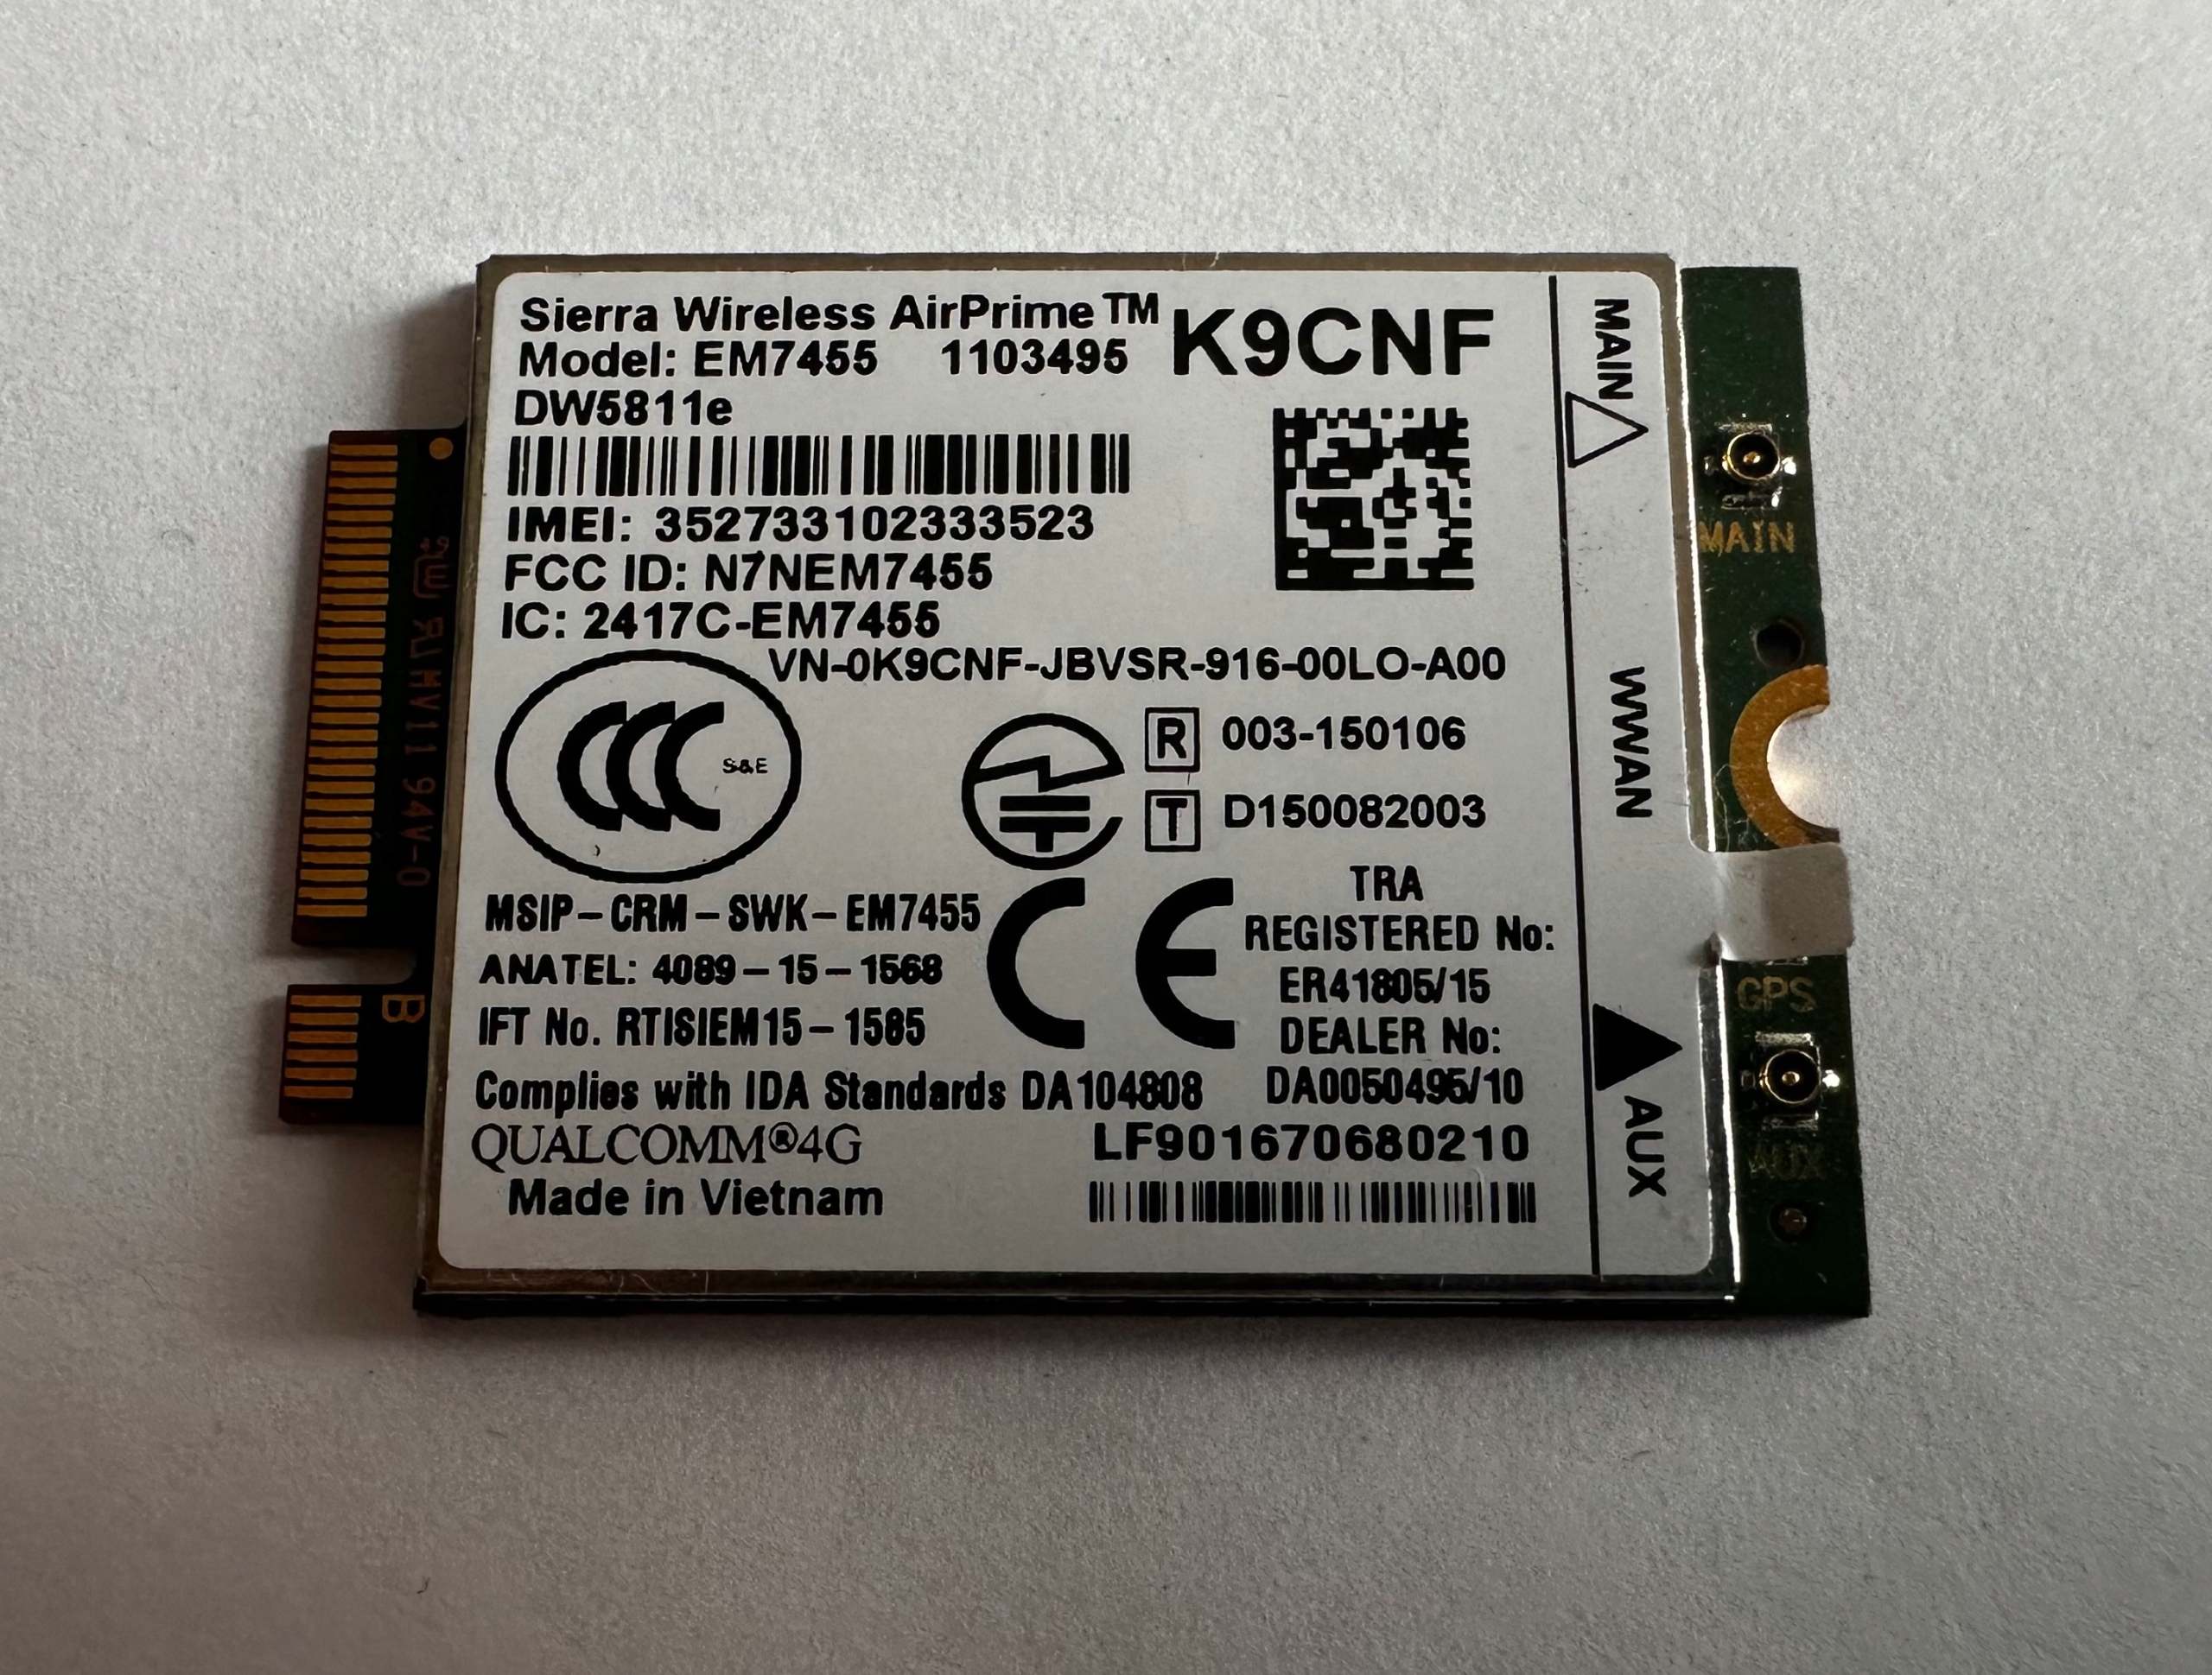 Sierra Wireless AirPrime™ K9CNF
Model: EM7455 1103495
DW5811e
IMEI: 352733102333523
FCC ID: N7NEM7455
IC: 2417C-EM7455
VN-0K9CNF-JBVSR-916-00LO-A00
CCC S&E
R 003-150106
T D150082003
MSIP-CRM-SWK-EM7455
ANATEL: 4089-15-1568
IFT No. RTISIEM15-1585
CE
TRA
REGISTERED No:
ER41805/15
DEALER No:
DA0050495/10
Complies with IDA Standards DA104808
QUALCOMM®4G
LF901670680210
Made in Vietnam
MAIN
WWAN
AUX
MAIN
GPS
AUX
MV11 94V-0
B